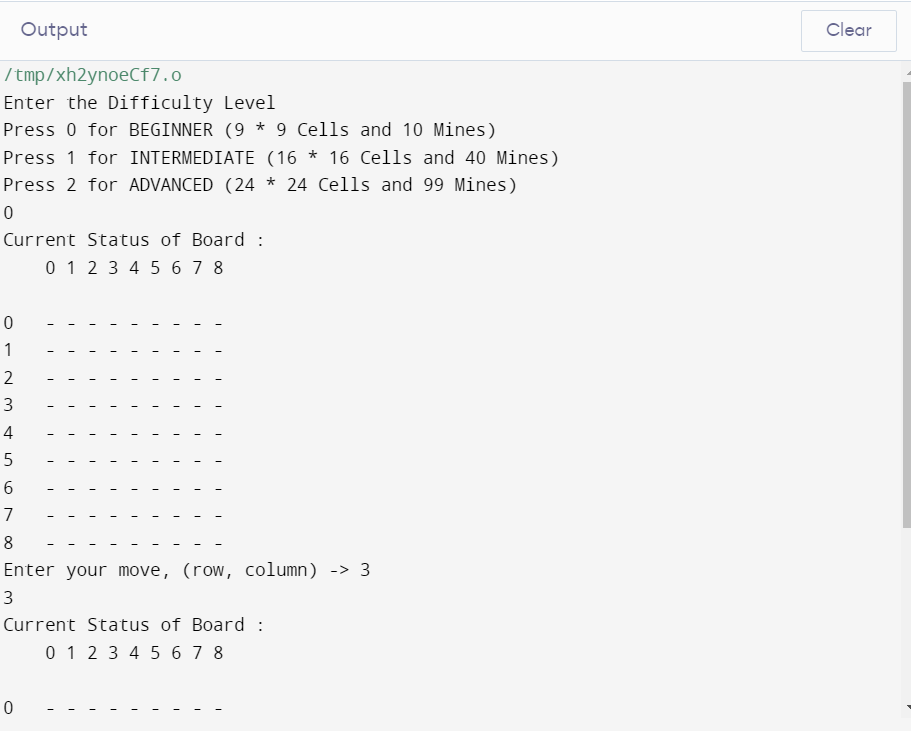 Output
Clear
/tmp/xh2ynoeCf7.o
Enter the Difficulty Level
Press 0 for BEGINNER (9 * 9 Cells and 10 Mines)
Press 1 for INTERMEDIATE (16 * 16 Cells and 40 Mines)
Press 2 for ADVANCED (24 * 24 Cells and 99 Mines)
0
Current Status of Board :
    0 1 2 3 4 5 6 7 8
0   - - - - - - - - -
1   - - - - - - - - -
2   - - - - - - - - -
3   - - - - - - - - -
4   - - - - - - - - -
5   - - - - - - - - -
6   - - - - - - - - -
7   - - - - - - - - -
8   - - - - - - - - -
Enter your move, (row, column) -> 3
3
Current Status of Board :
    0 1 2 3 4 5 6 7 8
0   - - - - - - - - -